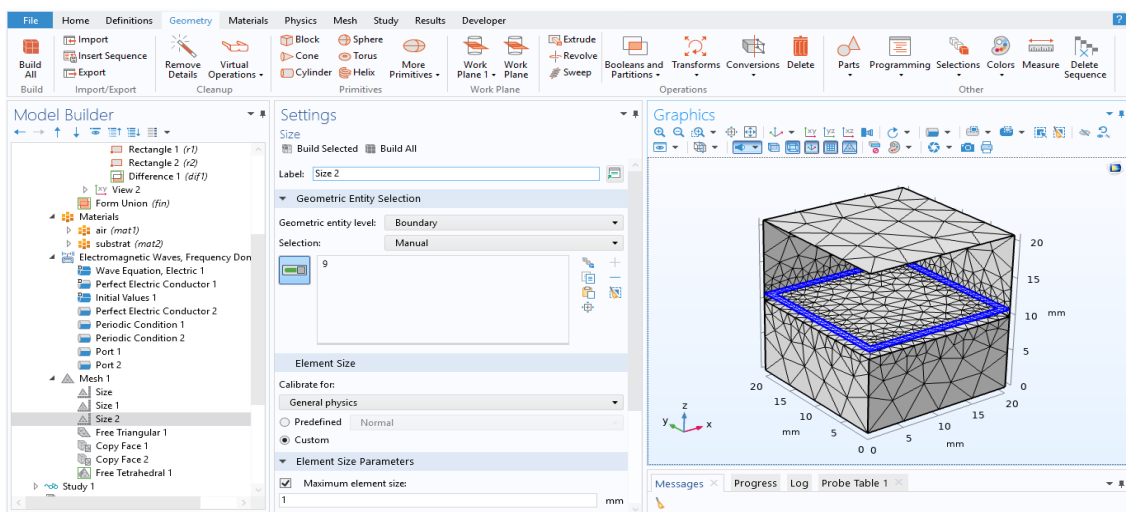 File Home Definitions Geometry Materials Physics Mesh Study Results Developer ?
Import Block Sphere Extrude
Insert Sequence Cone Torus Revolve
Export Cylinder Helix Sweep
Build All Remove Details Virtual Operations More Primitives Work Plane 1 Work Plane Booleans and Partitions Transforms Conversions Delete Parts Programming Selections Colors Measure Delete Sequence
Build Import/Export Cleanup Primitives Work Plane Operations Other
Model Builder
Rectangle 1 (r1)
Rectangle 2 (r2)
Difference 1 (dif1)
xy View 2
Form Union (fin)
Materials
air (mat1)
substrat (mat2)
Electromagnetic Waves, Frequency Don
Wave Equation, Electric 1
Perfect Electric Conductor 1
Initial Values 1
Perfect Electric Conductor 2
Periodic Condition 1
Periodic Condition 2
Port 1
Port 2
Mesh 1
Size
Size 1
Size 2
Free Triangular 1
Copy Face 1
Copy Face 2
Free Tetrahedral 1
Study 1
Settings
Size
Build Selected Build All
Label: Size 2
Geometric Entity Selection
Geometric entity level: Boundary
Selection: Manual
9
Element Size
Calibrate for:
General physics
Predefined Normal
Custom
Element Size Parameters
Maximum element size:
1 mm
Graphics
xy yz xz
20
15
10 mm
5
0
20 20
15 15
10 10
mm 5 5 mm
0 0
z
y x
Messages Progress Log Probe Table 1